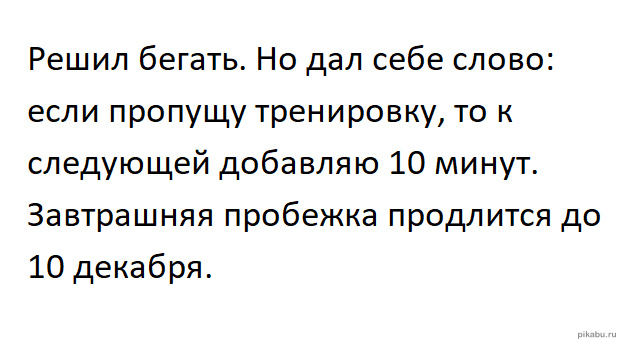 Решил бегать. Но дал себе слово:
если пропущу тренировку, то к
следующей добавляю 10 минут.
Завтрашняя пробежка продлится до
10 декабря.
pikabu.ru